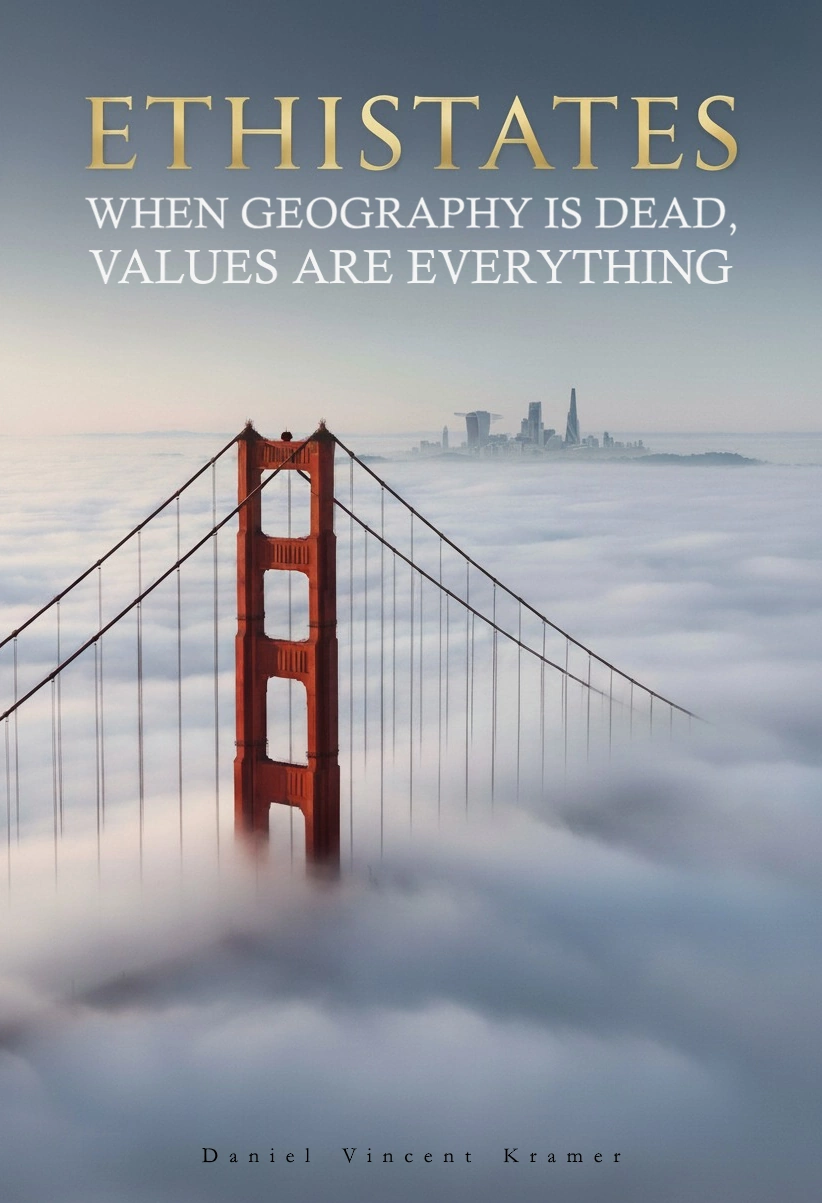 ETHISTATES
WHEN GEOGRAPHY IS DEAD,
VALUES ARE EVERYTHING
Daniel Vincent Kramer